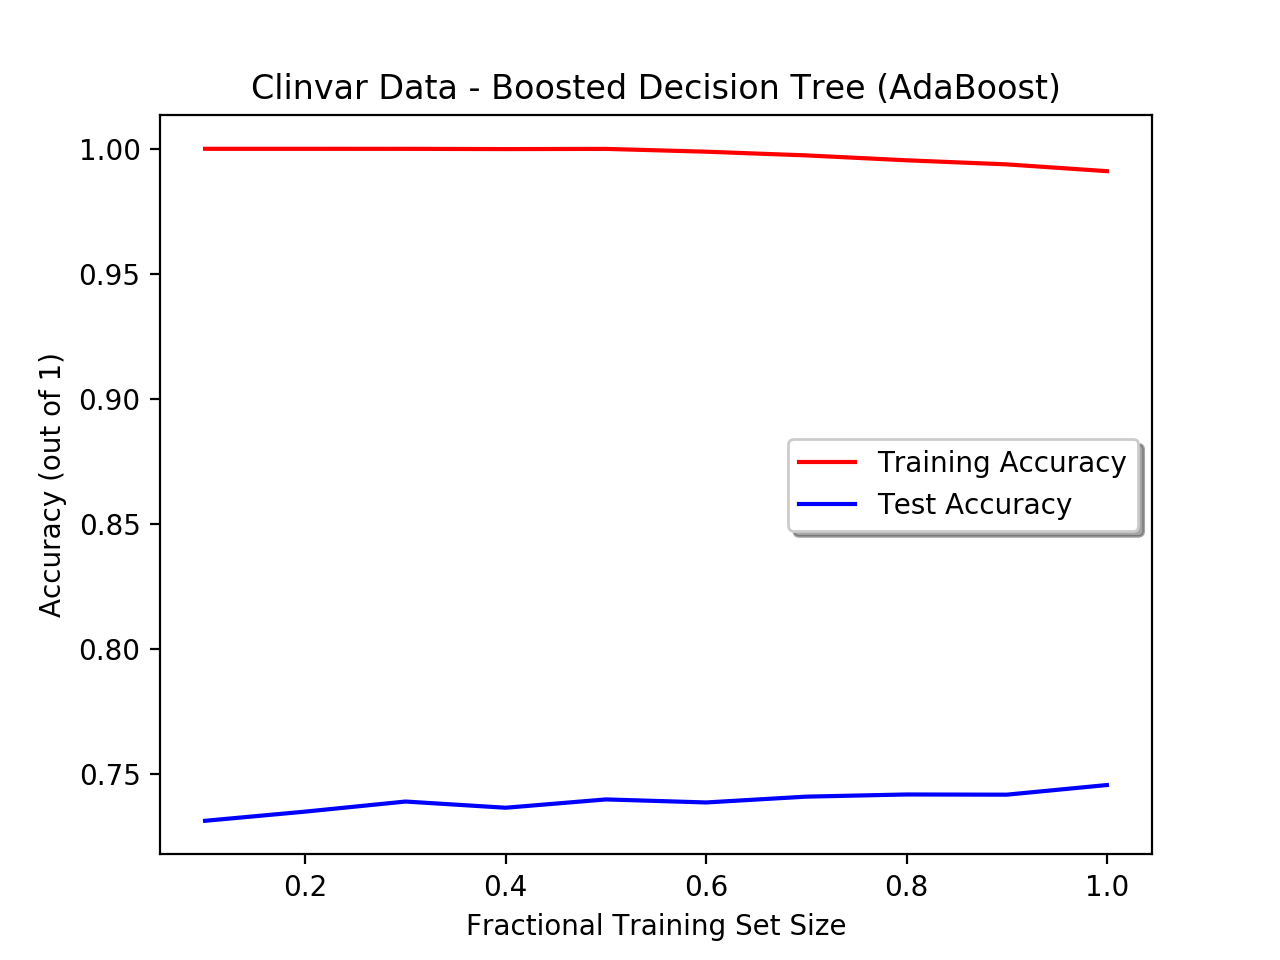 Clinvar Data - Boosted Decision Tree (AdaBoost)
1.00
0.95
0.90
0.85
0.80
0.75
Accuracy (out of 1)
Training Accuracy
Test Accuracy
0.2 0.4 0.6 0.8 1.0
Fractional Training Set Size